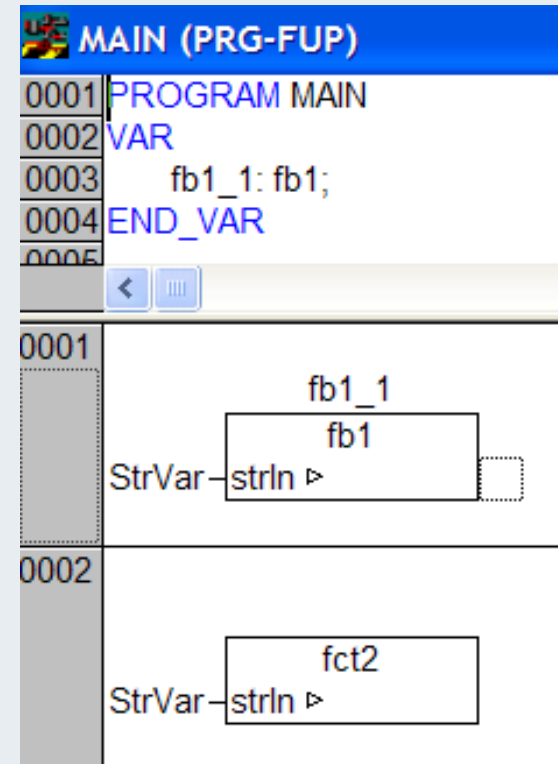 MAIN (PRG-FUP)
0001 PROGRAM MAIN
0002 VAR
0003 fb1_1: fb1;
0004 END_VAR
0005
0001
fb1_1
fb1
StrVar strIn
0002
fct2
StrVar strIn